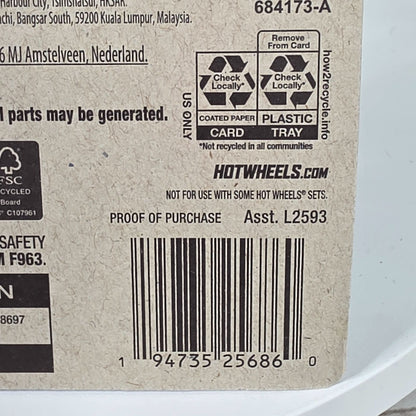 Harbour City, Tsimshatsui, HKSAR.
Bangsar South, 59200 Kuala Lumpur, Malaysia.
684173-A
6 MJ Amstelveen, Nederland.
Remove
From Card
Check
Locally*
Check
Locally*
US ONLY
how2recycle.info
COATED PAPER
CARD
PLASTIC
TRAY
*Not recycled in all communities
parts may be generated.
FSC
Board
C107961
HOTWHEELS.COM
NOT FOR USE WITH SOME HOT WHEELS® SETS.
PROOF OF PURCHASE Asst. L2593
SAFETY
M F963.
N
8697
1 94735 25686 0